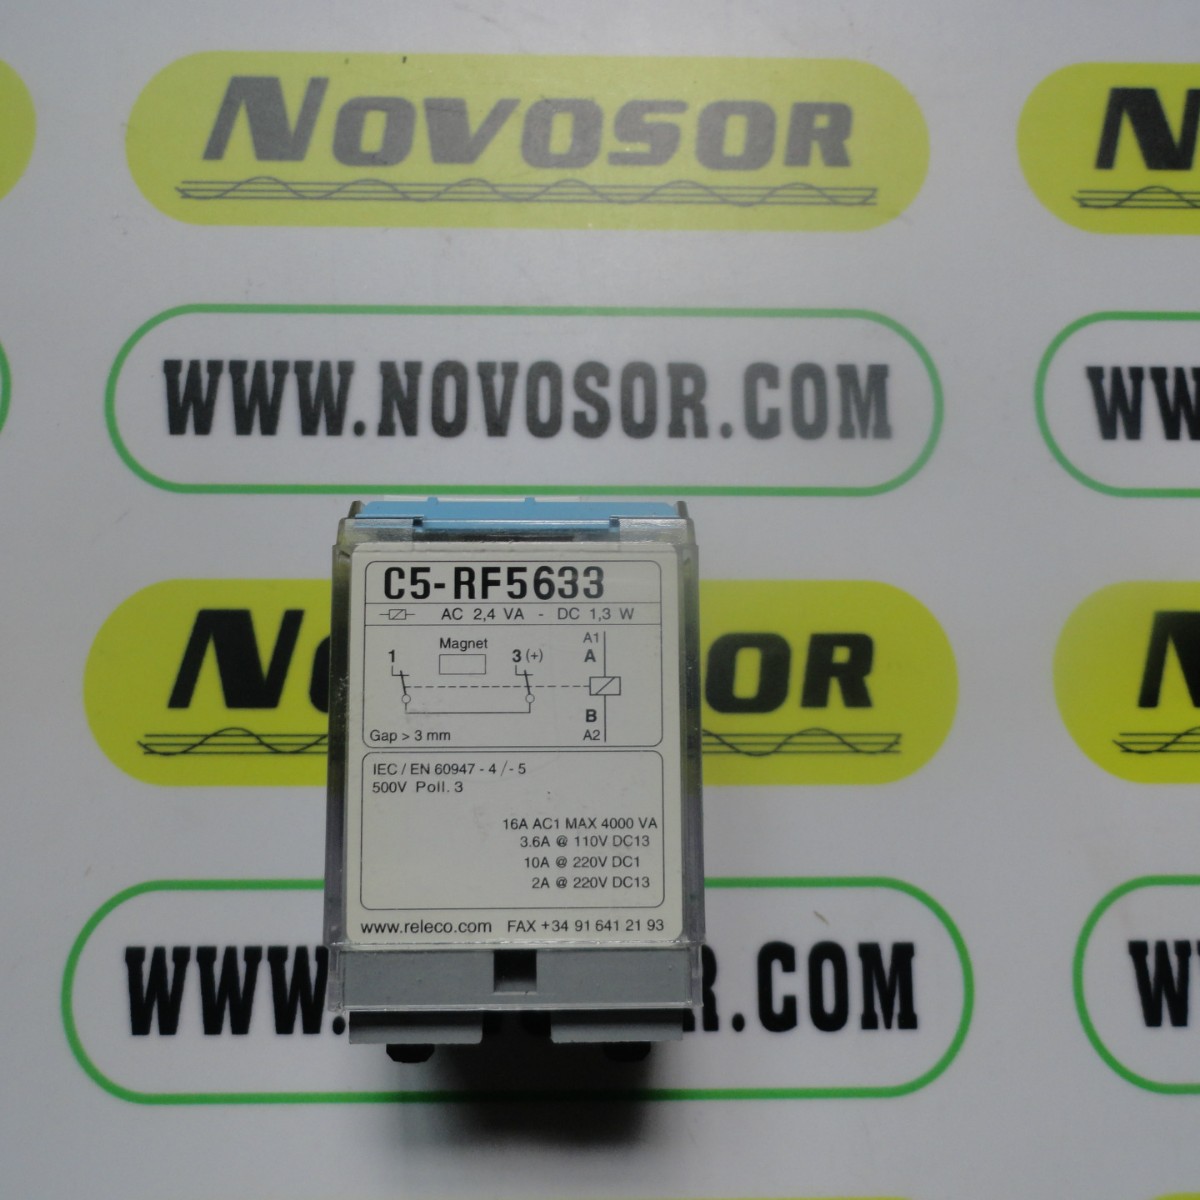 NOVOSOR N
WWW.NOVOSOR.COM WW
C5-RF5633
AC 2,4 VA - DC 1,3 W
Magnet
1
3 (+)
A1
A
B
A2
Gap > 3 mm
IEC / EN 60947 - 4 / - 5
500V Poll. 3
16A AC1 MAX 4000 VA
3.6A @ 110V DC13
10A @ 220V DC1
2A @ 220V DC13
www.releco.com FAX +34 91 641 21 93
N SOR N
WWW. OSOR.COM W